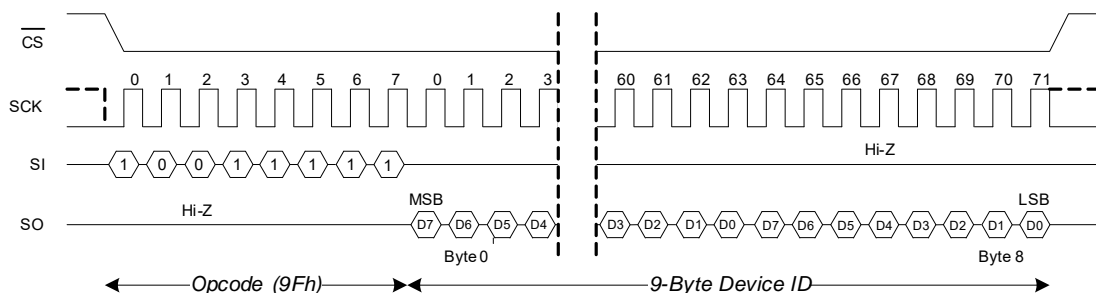 CS
0 1 2 3 4 5 6 7 0 1 2 3 60 61 62 63 64 65 66 67 68 69 70 71
SCK
Hi-Z
SI 1 0 0 1 1 1 1 1
MSB LSB
Hi-Z
SO D7 D6 D5 D4 D3 D2 D1 D0 D7 D6 D5 D4 D3 D2 D1 D0
Byte 0 Byte 8
Opcode (9Fh) 9-Byte Device ID